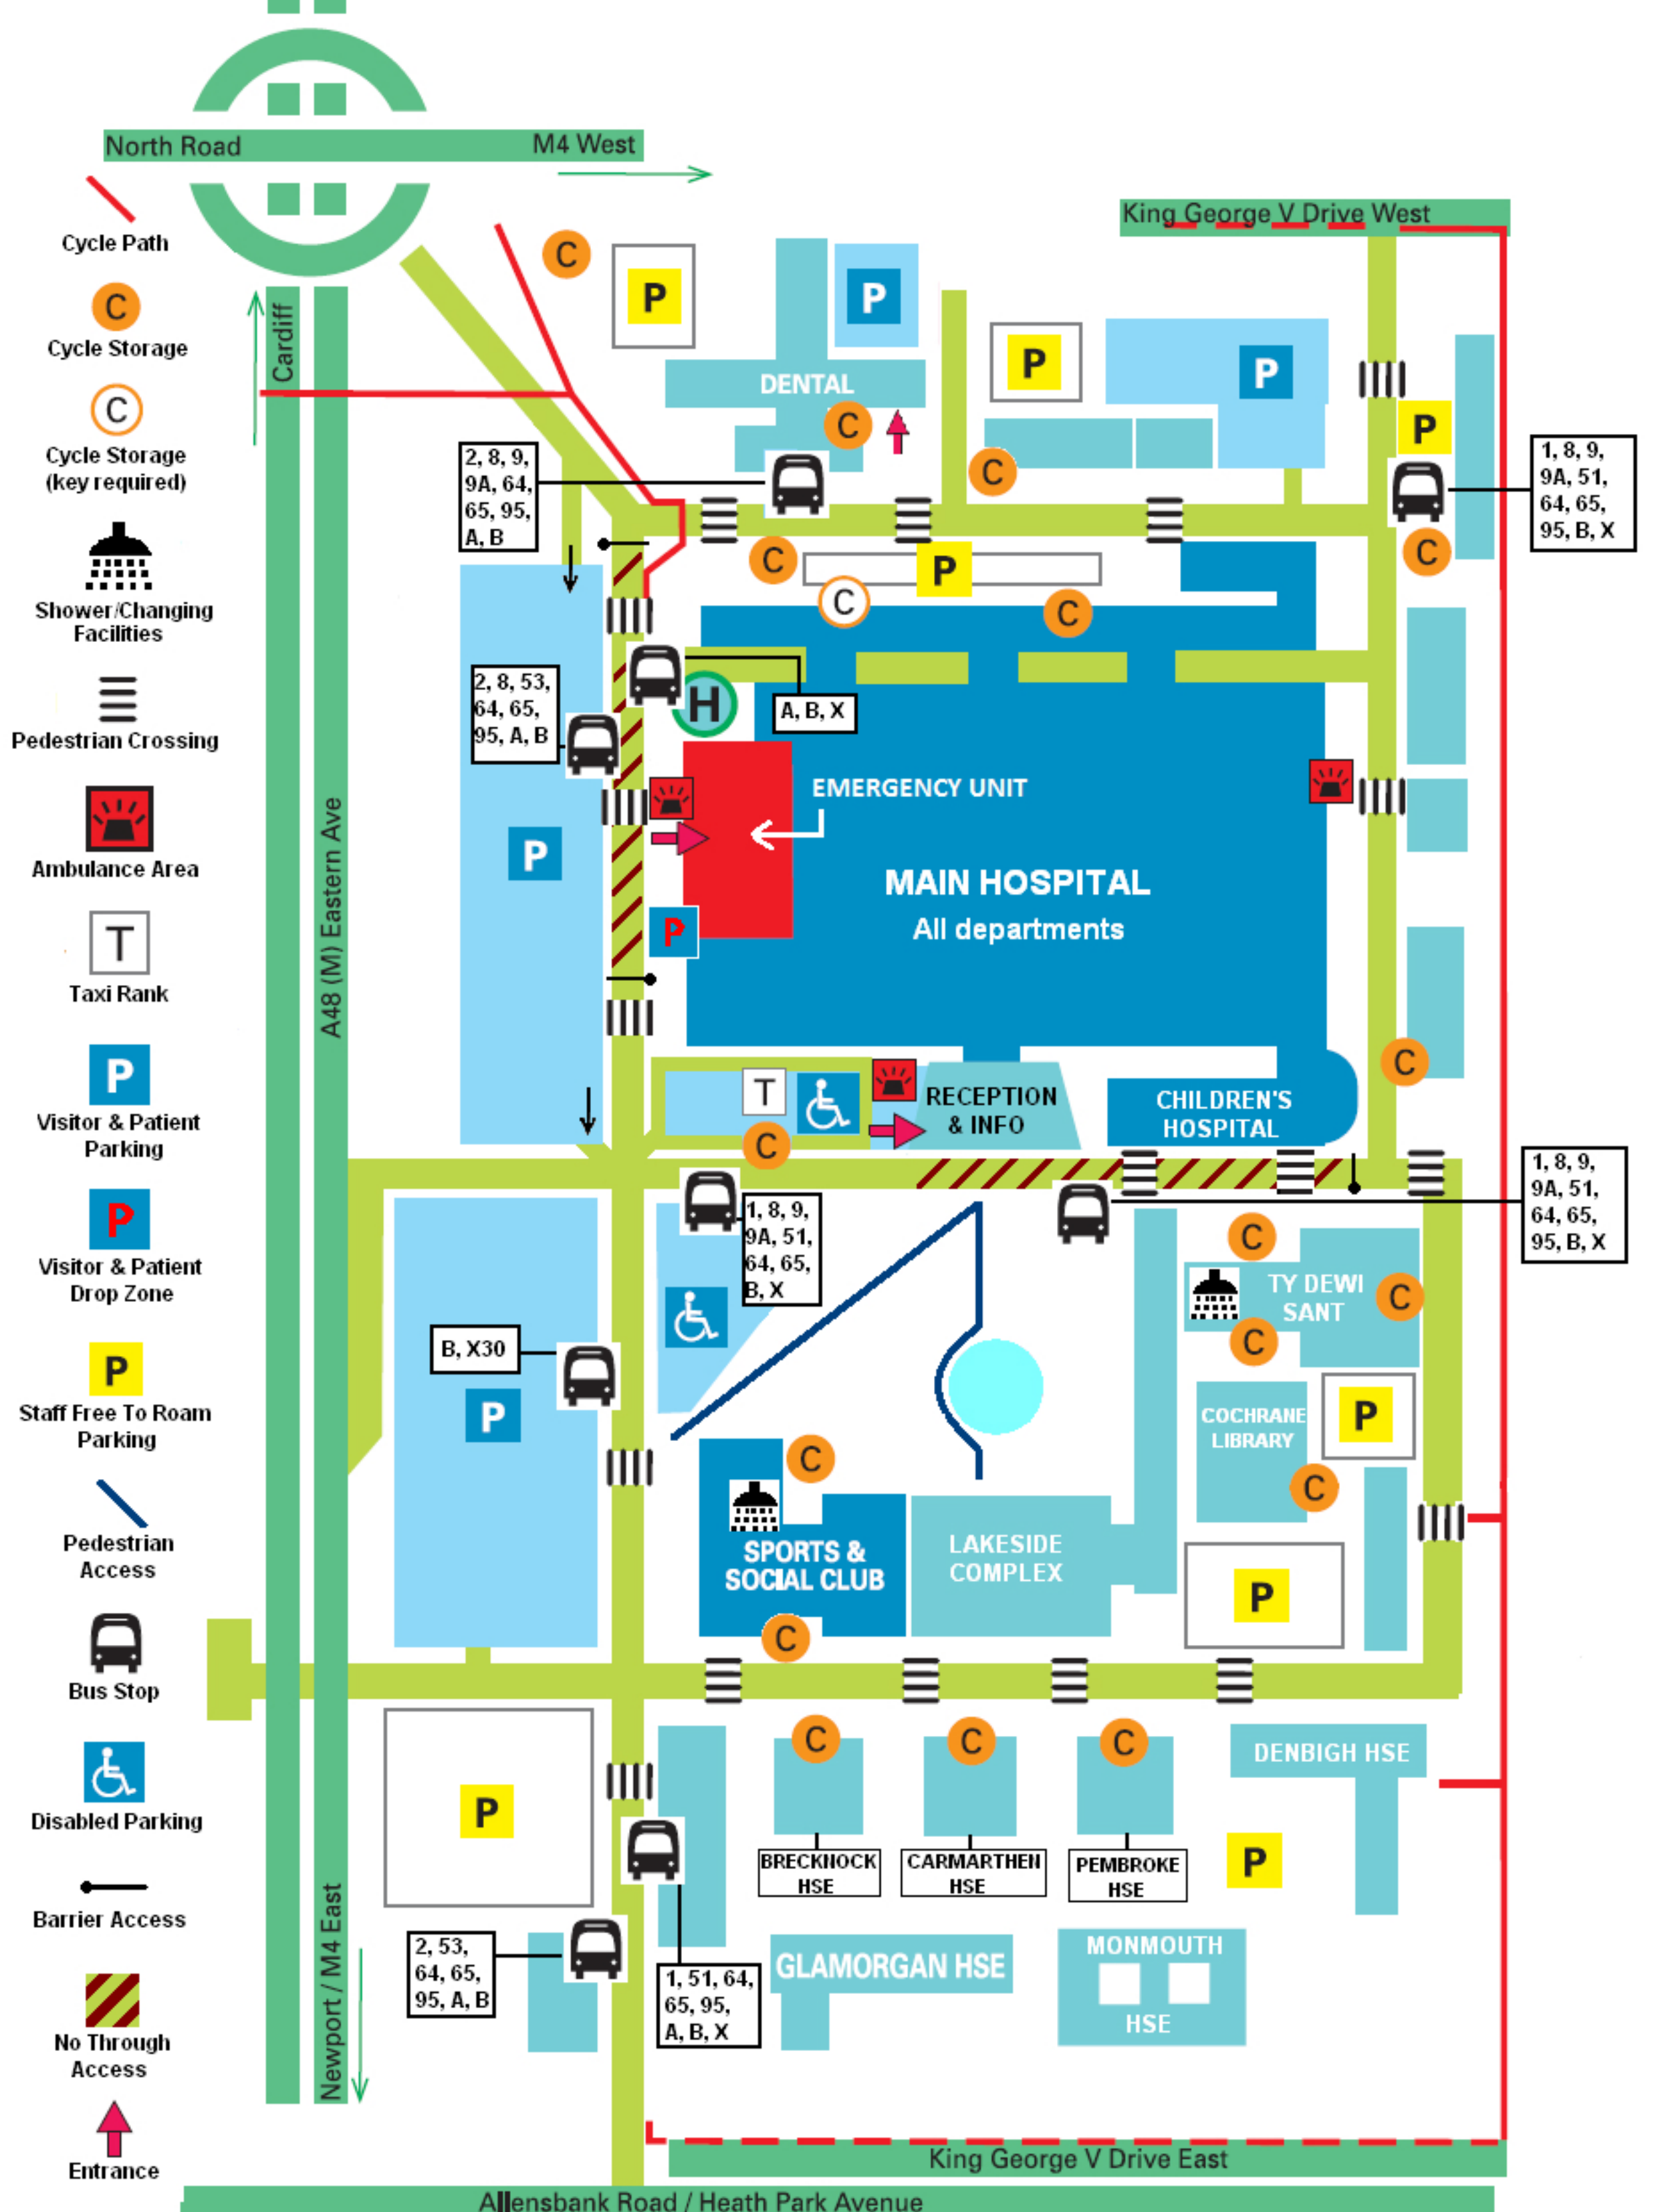 North Road
M4 West
King George V Drive West
Cycle Path
C
Cycle Storage
C
Cycle Storage
(key required)
Shower/Changing
Facilities
Pedestrian Crossing
Ambulance Area
T
Taxi Rank
P
Visitor & Patient
Parking
P
Visitor & Patient
Drop Zone
P
Staff Free To Roam
Parking
Pedestrian
Access
Bus Stop
Disabled Parking
Barrier Access
No Through
Access
Entrance
Cardiff
A48 (M) Eastern Ave
Newport / M4 East
C
P
P
DENTAL
C
P
P
P
C
2, 8, 9,
9A, 64,
65, 95,
A, B
1, 8, 9,
9A, 51,
64, 65,
95, B, X
C
C
P
C
C
2, 8, 53,
64, 65,
95, A, B
H
A, B, X
P
EMERGENCY UNIT
MAIN HOSPITAL
All departments
P
C
T
C
RECEPTION
& INFO
CHILDREN'S
HOSPITAL
1, 8, 9,
9A, 51,
64, 65,
B, X
1, 8, 9,
9A, 51,
64, 65,
95, B, X
C
TY DEWI
SANT
C
C
B, X30
P
COCHRANE
LIBRARY
P
C
C
SPORTS &
SOCIAL CLUB
LAKESIDE
COMPLEX
P
C
C
C
C
DENBIGH HSE
P
BRECKNOCK
HSE
CARMARTHEN
HSE
PEMBROKE
HSE
P
2, 53,
64, 65,
95, A, B
1, 51, 64,
65, 95,
A, B, X
GLAMORGAN HSE
MONMOUTH
HSE
King George V Drive East
Allensbank Road / Heath Park Avenue